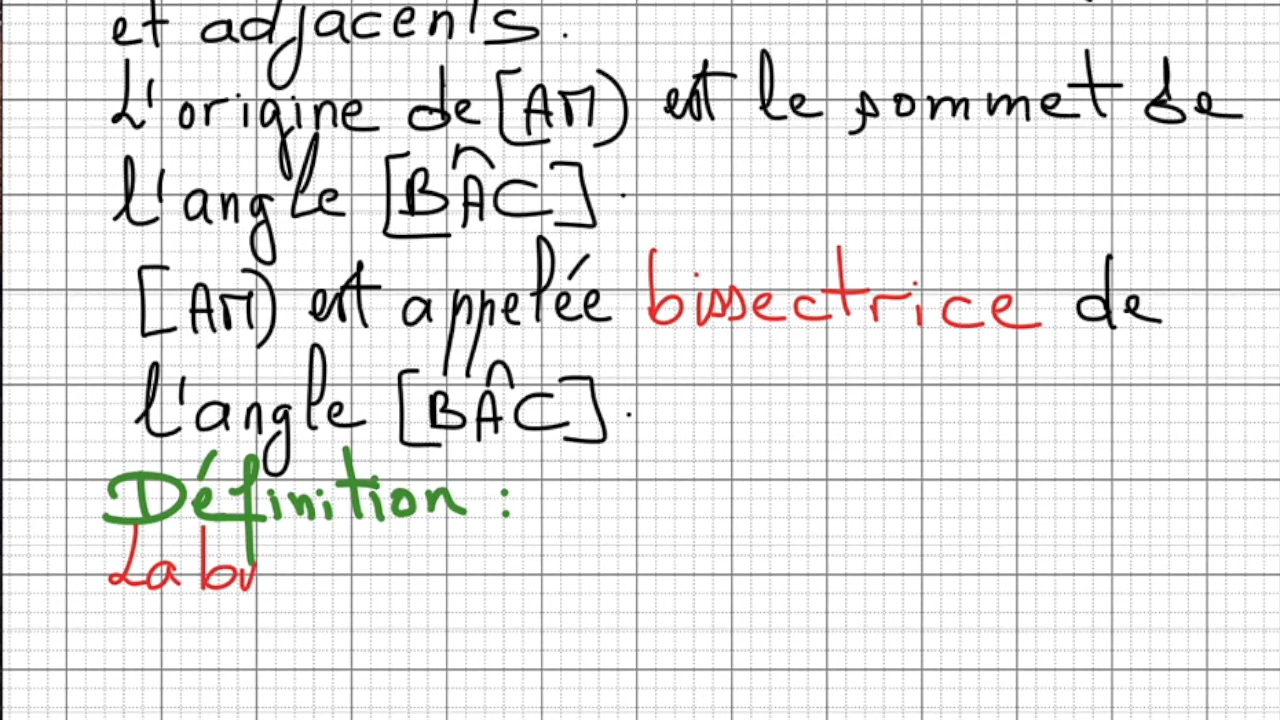 et adjacents.
L'origine de [AM) est le sommet de
l'angle [BÂC].
[AM) est appelée bissectrice de
l'angle [BÂC].
Définition :
La bi